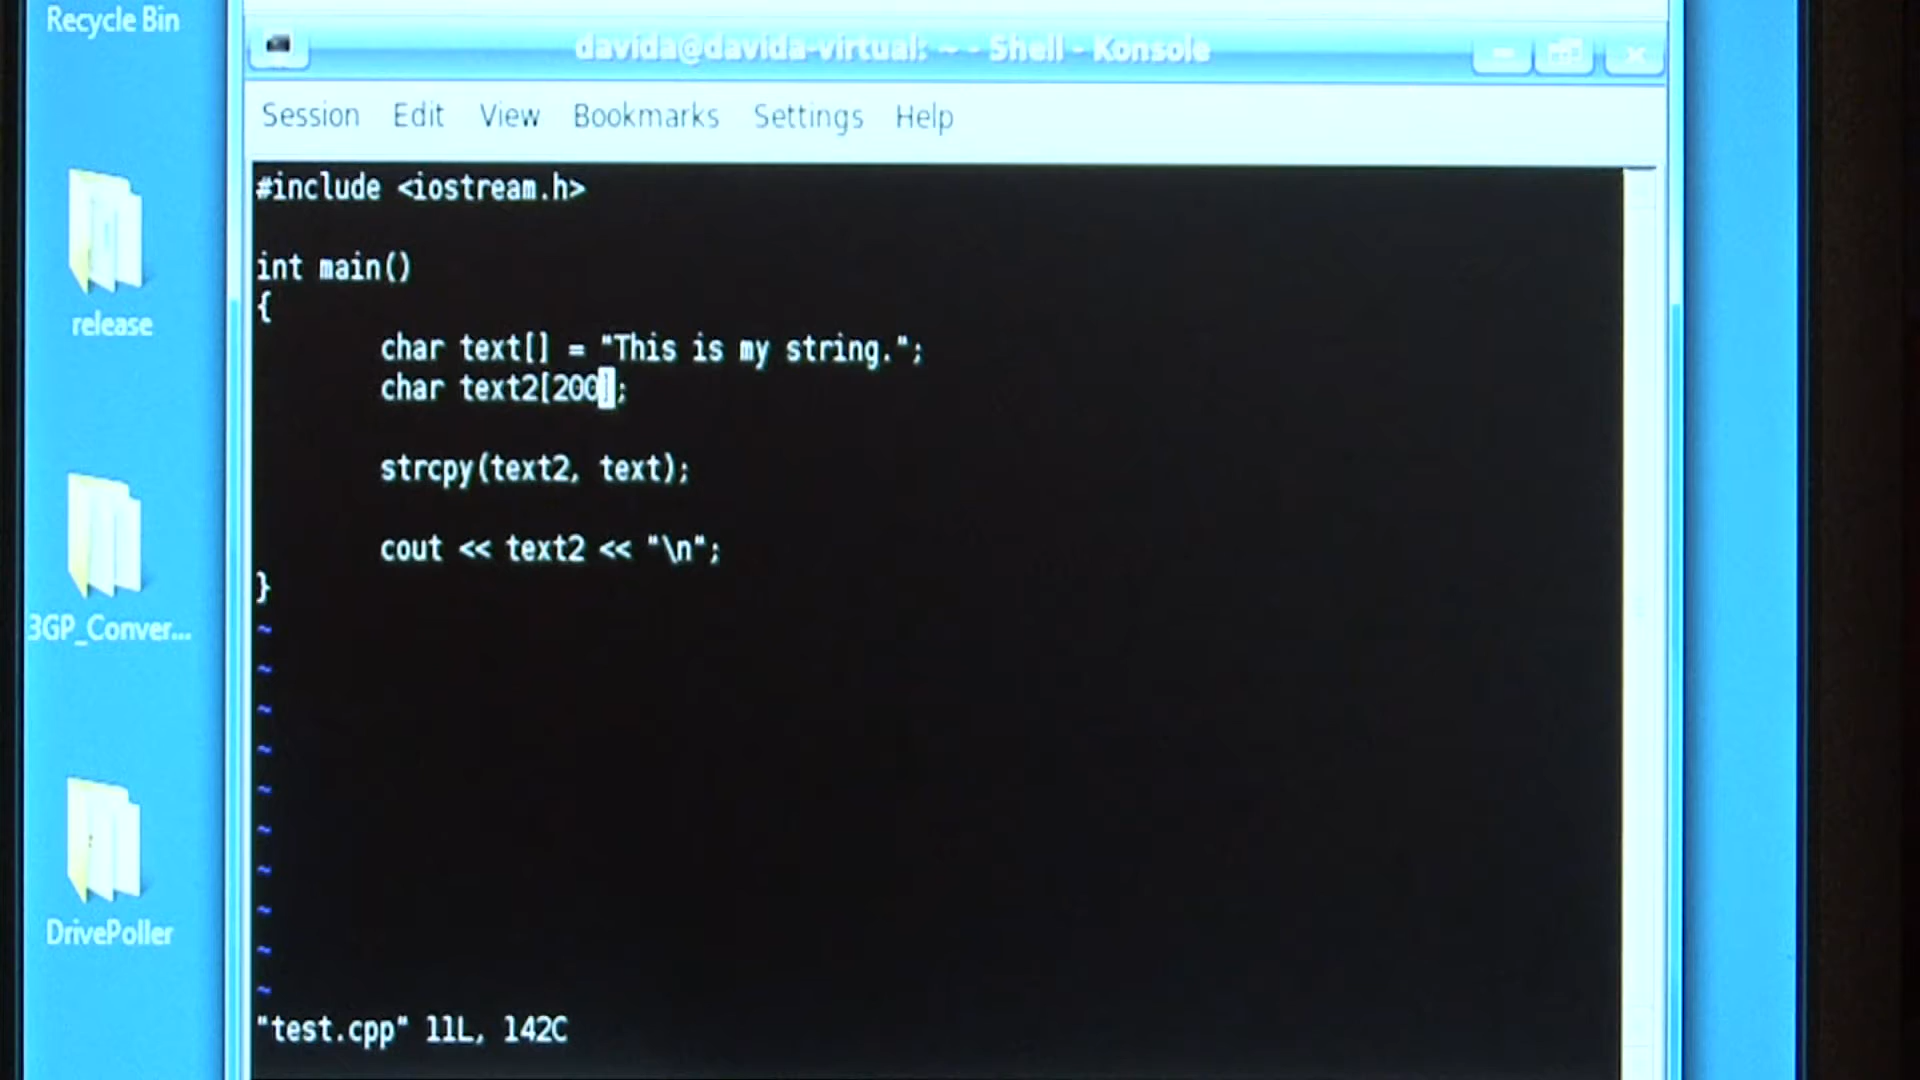 Recycle Bin
release
3GP_Conver...
DrivePoller
davida@davida-virtual: ~ - Shell - Konsole
Session Edit View Bookmarks Settings Help
#include <iostream.h>
int main()
{
char text[] = "This is my string.";
char text2[200];
strcpy(text2, text);
cout << text2 << "\n";
}
~
~
~
~
~
~
~
~
~
~
"test.cpp" 11L, 142C